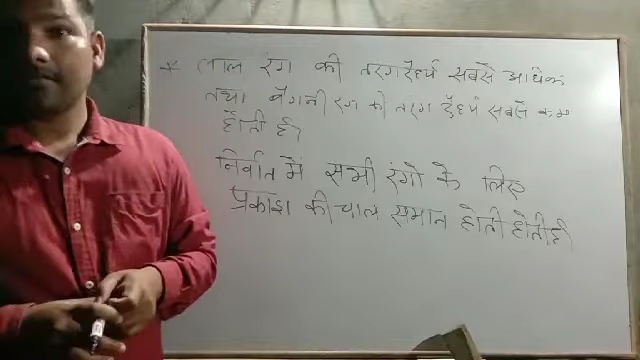 * लाल रंग की तरंगदैर्घ्य सबसे अधिक
तथा बैगनी रंग की तरंग दैर्घ्य सबसे कम
होती है।
निर्वात में सभी रंगो के लिए
प्रकाश की चाल समान होती होती है।